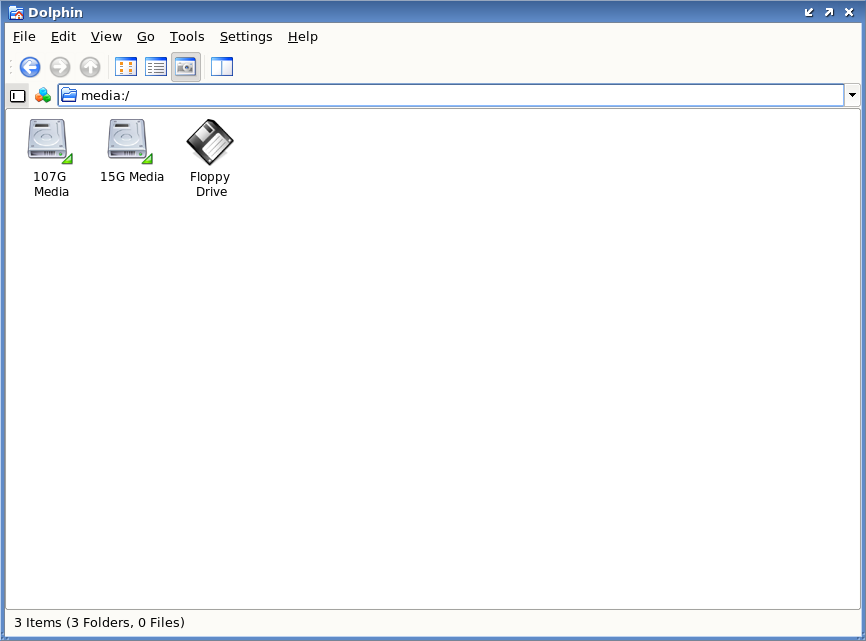 Dolphin
File Edit View Go Tools Settings Help
media:/
107G
Media
15G Media
Floppy
Drive
3 Items (3 Folders, 0 Files)